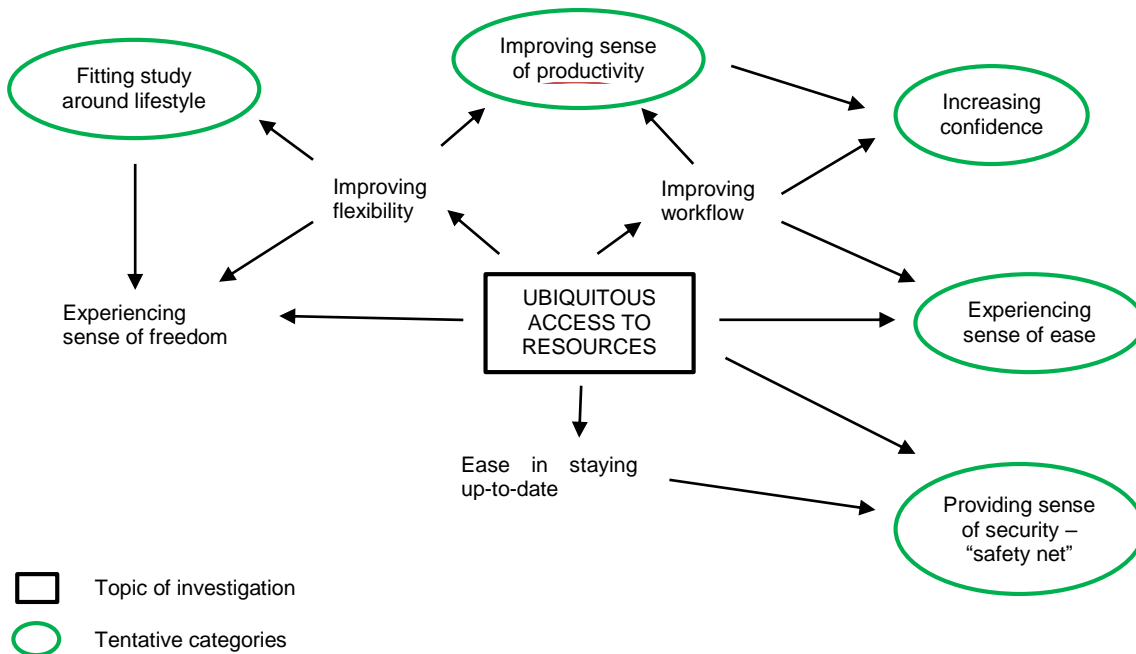 Improving sense
of productivity
Fitting study
around lifestyle
Increasing
confidence
Improving
flexibility
Improving
workflow
UBIQUITOUS
ACCESS TO
RESOURCES
Experiencing
sense of freedom
Experiencing
sense of ease
Ease in staying
up-to-date
Providing sense
of security –
“safety net”
Topic of investigation
Tentative categories